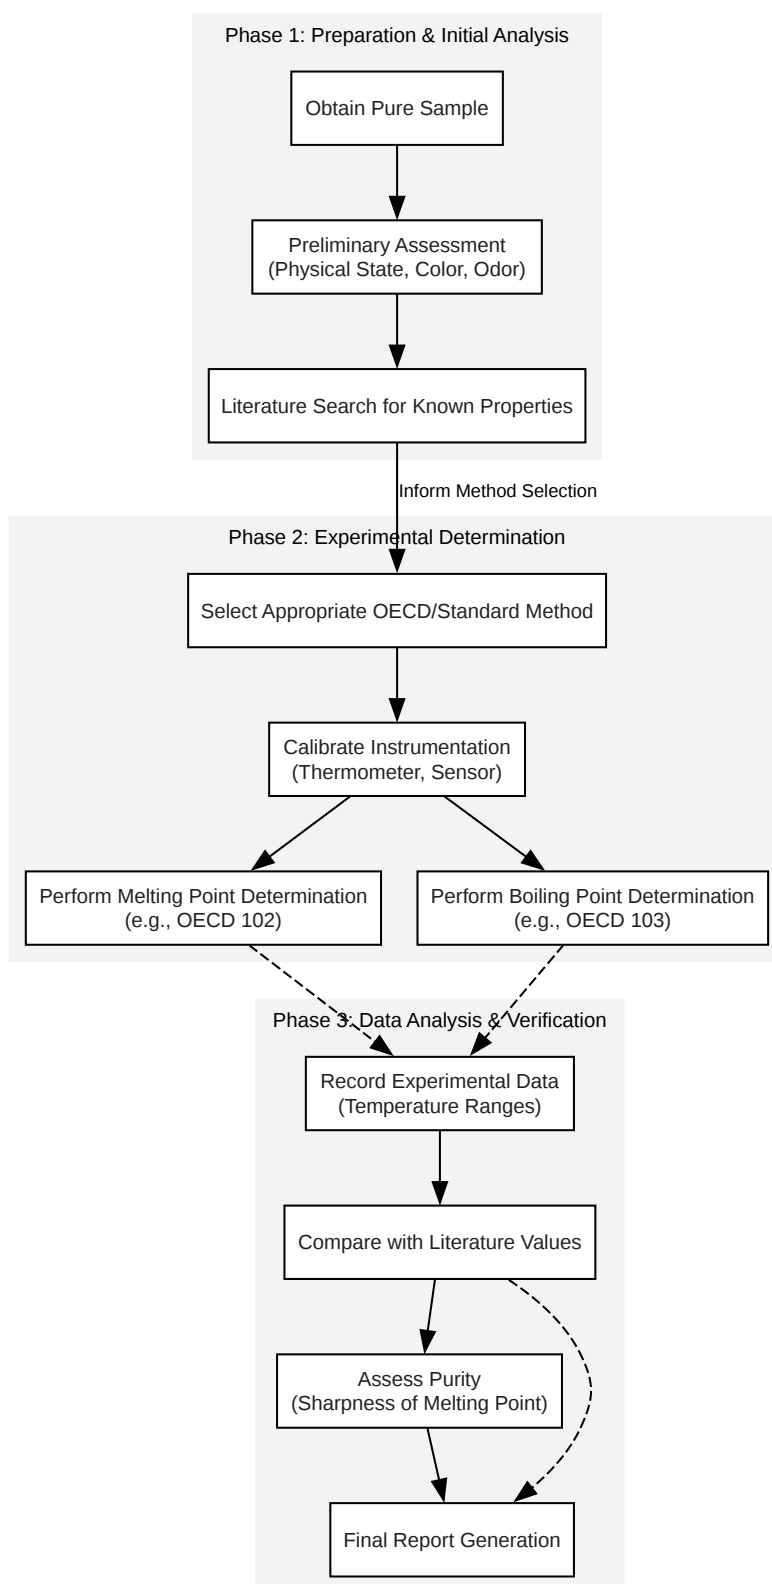 Phase 1: Preparation & Initial Analysis
Obtain Pure Sample
Preliminary Assessment
(Physical State, Color, Odor)
Literature Search for Known Properties
Inform Method Selection
Phase 2: Experimental Determination
Select Appropriate OECD/Standard Method
Calibrate Instrumentation
(Thermometer, Sensor)
Perform Melting Point Determination
(e.g., OECD 102)
Perform Boiling Point Determination
(e.g., OECD 103)
Phase 3: Data Analysis & Verification
Record Experimental Data
(Temperature Ranges)
Compare with Literature Values
Assess Purity
(Sharpness of Melting Point)
Final Report Generation